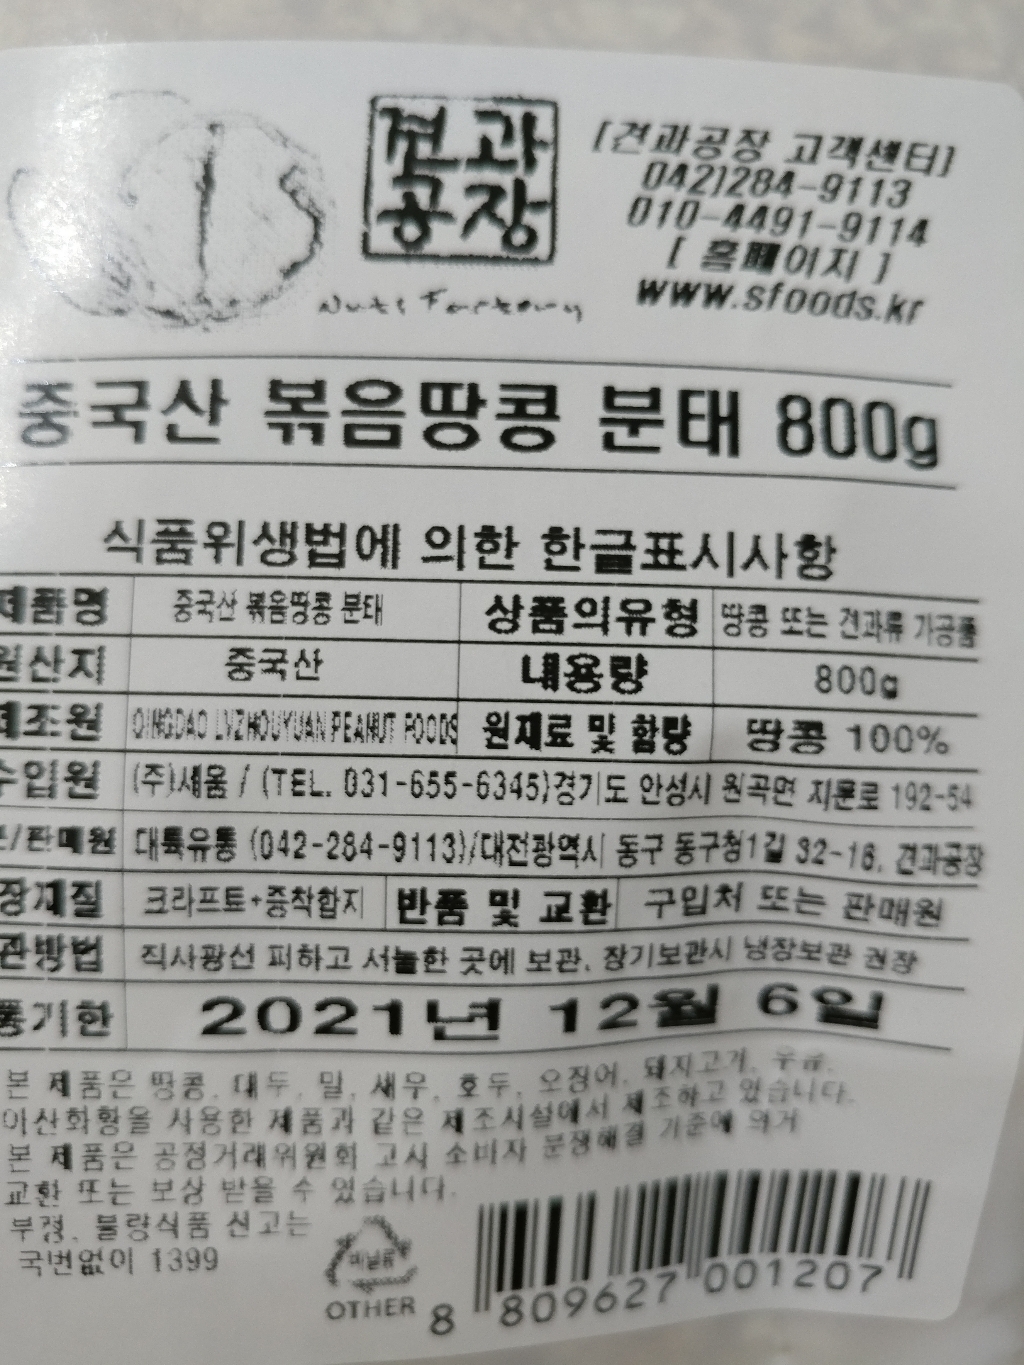 견과
공장
Nuts Factory
[견과공장 고객센터]
042)284-9113
010-4491-9114
[ 홈페이지 ]
www.sfoods.kr
중국산 볶음땅콩 분태 800g
식품위생법에 의한 한글표시사항
제품명 중국산 볶음땅콩 분태 상품의유형 땅콩 또는 견과류 가공품
원산지 중국산 내용량 800g
제조원 QINGDAO LVZHOUYUAN PEANUT FOODS 원재료 및 함량 땅콩 100%
수입원 (주)세움 / (TEL. 031-655-6345)경기도 안성시 원곡면 지문로 192-54
/판매원 대륙유통 (042-284-9113)/대전광역시 동구 동구청1길 32-16, 견과공장
장재질 크라프트+증착합지 반품 및 교환 구입처 또는 판매원
관방법 직사광선 피하고 서늘한 곳에 보관. 장기보관시 냉장보관 권장
통기한 2021년 12월 6일
본 제품은 땅콩, 대두, 밀, 새우, 호두, 오징어, 돼지고기, 우유,
이산화황을 사용한 제품과 같은 제조시설에서 제조하고 있습니다.
본 제품은 공정거래위원회 고시 소비자 분쟁해결 기준에 의거
교환 또는 보상 받을 수 있습니다.
부정, 불량식품 신고는
국번없이 1399
비닐류
OTHER
8 809627 001207